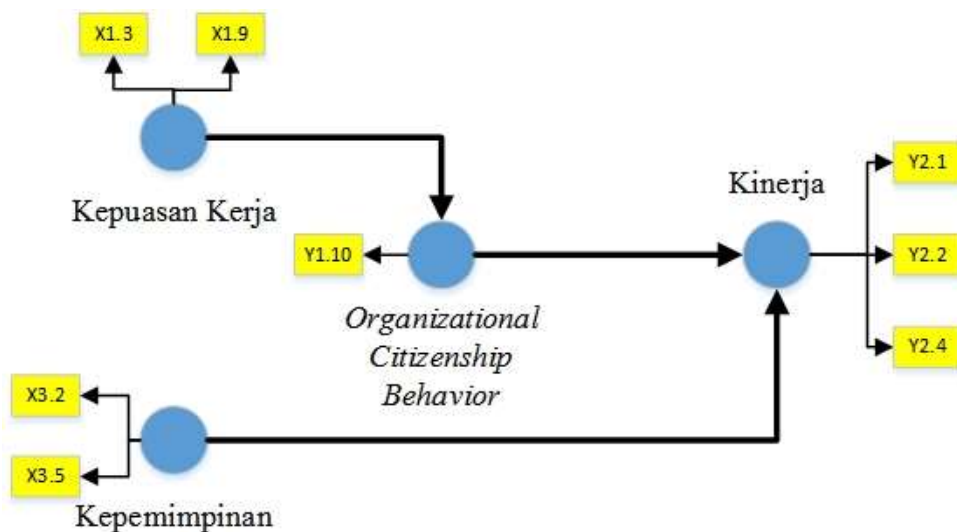 X1.3
X1.9
Kepuasan Kerja
Kinerja
Y2.1
Y1.10
Y2.2
Organizational
Citizenship
Behavior
Y2.4
X3.2
X3.5
Kepemimpinan